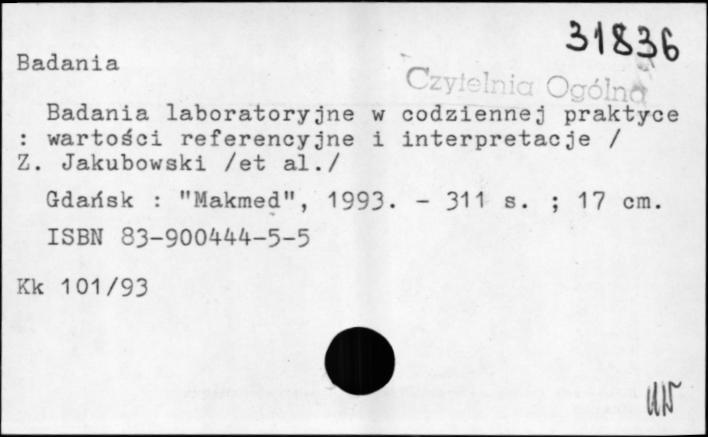 31836
Badania
Czytelnia Ogólna
Badania laboratoryjne w codziennej praktyce
: wartości referencyjne i interpretacje /
Z. Jakubowski /et al./
Gdańsk : "Makmed", 1993. - 311 s. ; 17 cm.
ISBN 83-900444-5-5
Kk 101/93